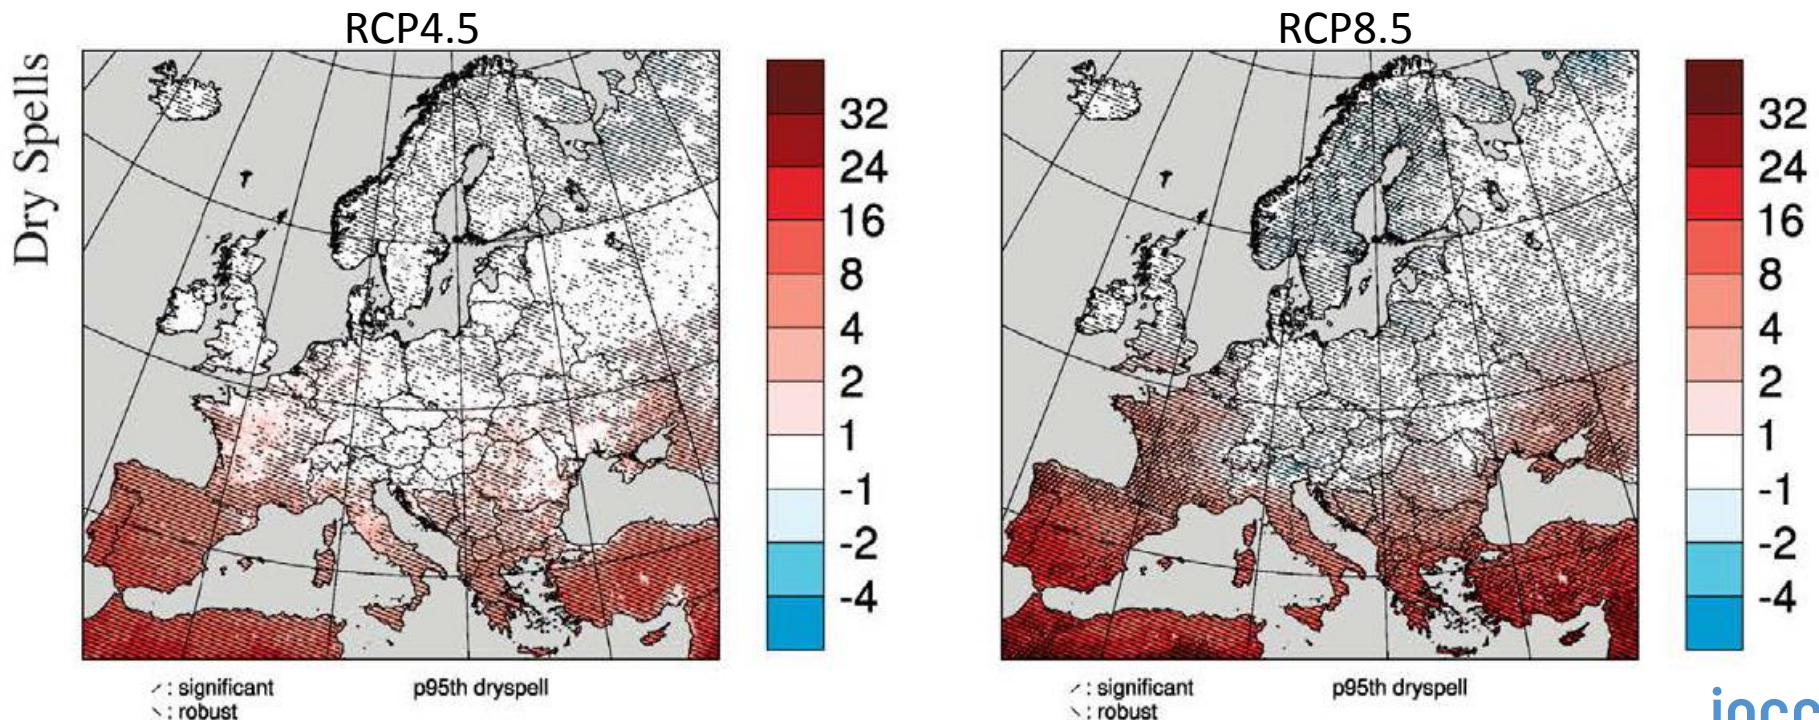 RCP4.5
RCP8.5
Dry Spells
32
24
16
8
4
2
1
-1
-2
-4
32
24
16
8
4
2
1
-1
-2
-4
⟋: significant
⟍: robust
p95th dryspell
⟋: significant
⟍: robust
p95th dryspell